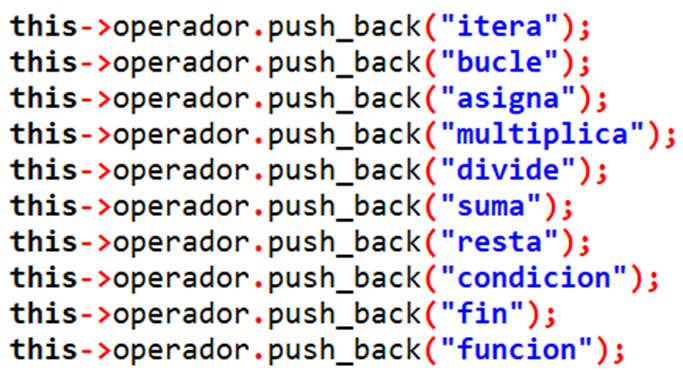 this->operador.push_back("itera");
this->operador.push_back("bucle");
this->operador.push_back("asigna");
this->operador.push_back("multiplica");
this->operador.push_back("divide");
this->operador.push_back("suma");
this->operador.push_back("resta");
this->operador.push_back("condicion");
this->operador.push_back("fin");
this->operador.push_back("funcion");